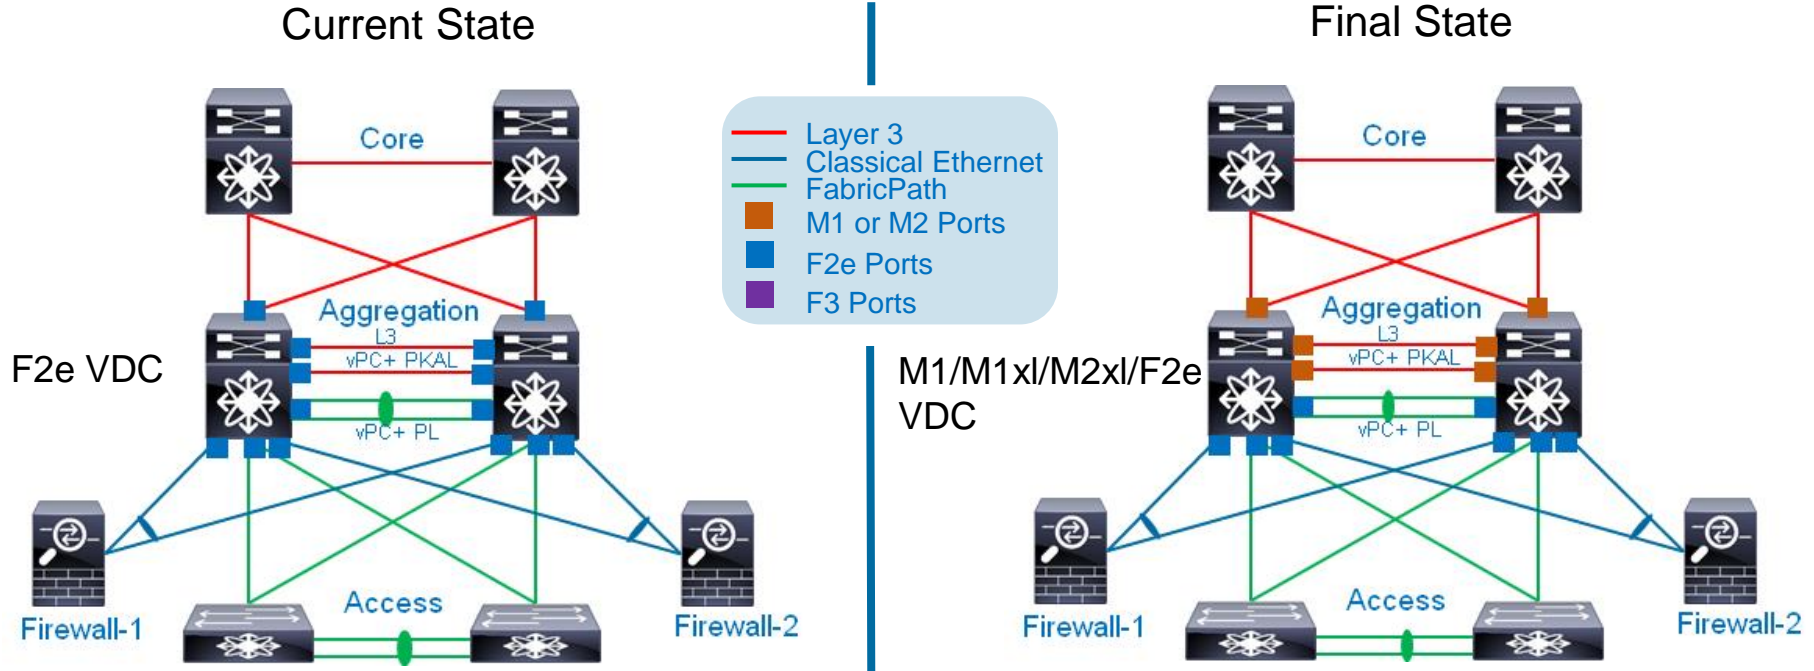 Current State
Core
Aggregation
L3
vPC+ PKAL
vPC+ PL
F2e VDC
Firewall-1
Access
Firewall-2
Layer 3
Classical Ethernet
FabricPath
M1 or M2 Ports
F2e Ports
F3 Ports
Final State
Core
Aggregation
L3
vPC+ PKAL
vPC+ PL
M1/M1xl/M2xl/F2e
VDC
Firewall-1
Access
Firewall-2